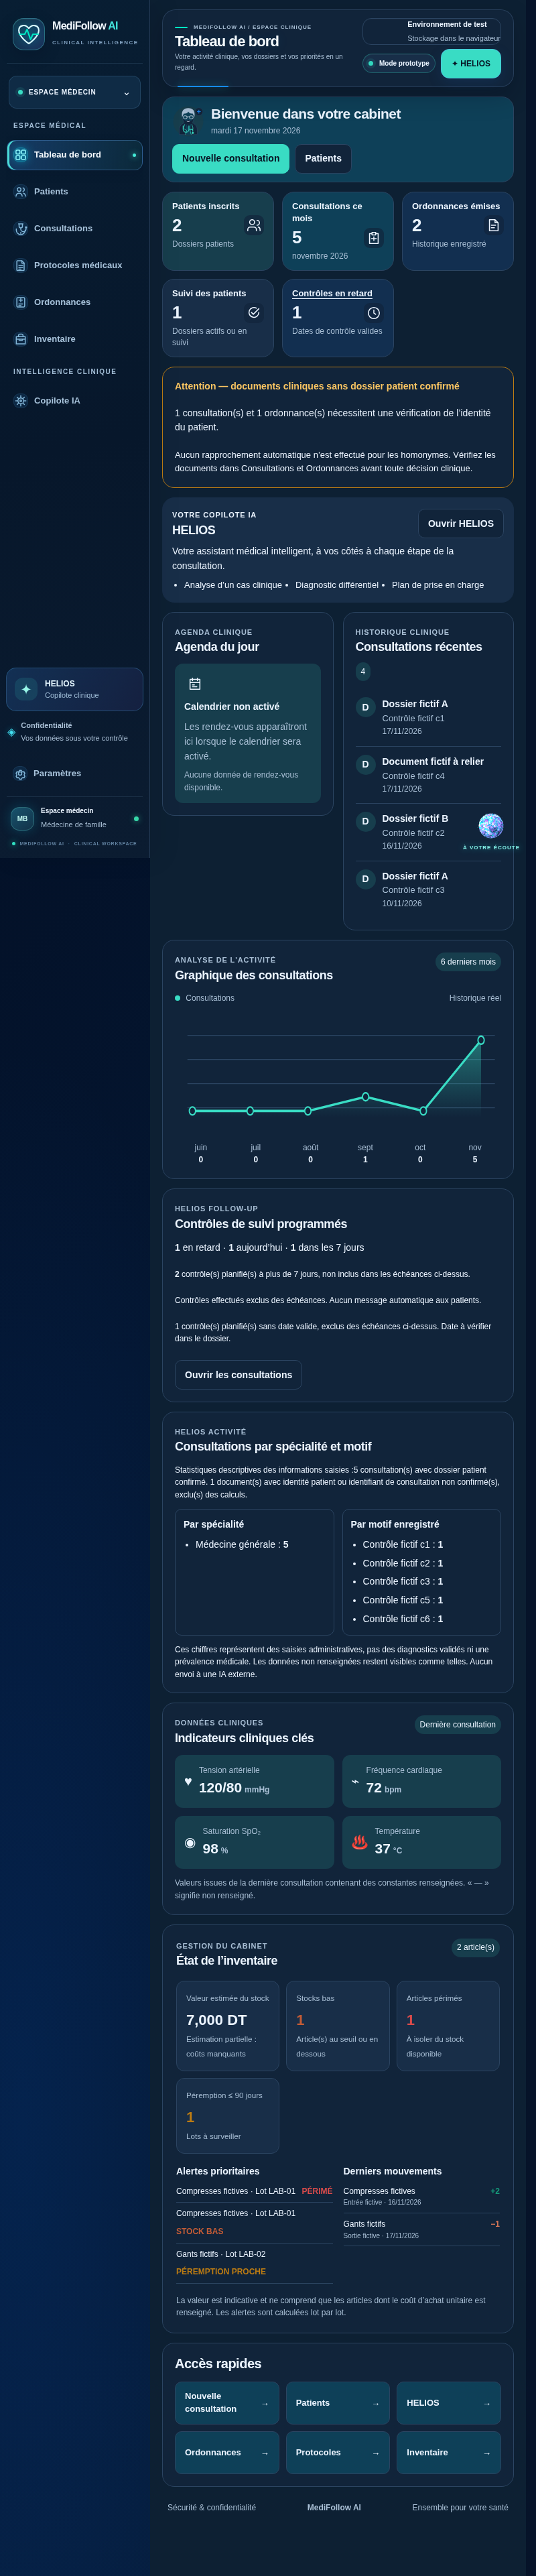 MediFollow AI
CLINICAL INTELLIGENCE
ESPACE MÉDECIN
ESPACE MÉDICAL
Tableau de bord
Patients
Consultations
Protocoles médicaux
Ordonnances
Inventaire
INTELLIGENCE CLINIQUE
Copilote IA
HELIOS
Copilote clinique
Confidentialité
Vos données sous votre contrôle
Paramètres
MB
Espace médecin
Médecine de famille
MEDIFOLLOW AI CLINICAL WORKSPACE
MEDIFOLLOW AI / ESPACE CLINIQUE
Tableau de bord
Votre activité clinique, vos dossiers et vos priorités en un
regard.
Environnement de test
Stockage dans le navigateur
Mode prototype
✦ HELIOS
Bienvenue dans votre cabinet
mardi 17 novembre 2026
Nouvelle consultation
Patients
Patients inscrits
2
Dossiers patients
Consultations ce
mois
5
novembre 2026
Ordonnances émises
2
Historique enregistré
Suivi des patients
1
Dossiers actifs ou en
suivi
Contrôles en retard
1
Dates de contrôle valides
Attention — documents cliniques sans dossier patient confirmé
1 consultation(s) et 1 ordonnance(s) nécessitent une vérification de l'identité
du patient.
Aucun rapprochement automatique n'est effectué pour les homonymes. Vérifiez les
documents dans Consultations et Ordonnances avant toute décision clinique.
VOTRE COPILOTE IA
HELIOS
Ouvrir HELIOS
Votre assistant médical intelligent, à vos côtés à chaque étape de la
consultation.
• Analyse d'un cas clinique • Diagnostic différentiel • Plan de prise en charge
AGENDA CLINIQUE
Agenda du jour
Calendrier non activé
Les rendez-vous apparaîtront
ici lorsque le calendrier sera
activé.
Aucune donnée de rendez-vous
disponible.
HISTORIQUE CLINIQUE
Consultations récentes
4
D
Dossier fictif A
Contrôle fictif c1
17/11/2026
D
Document fictif à relier
Contrôle fictif c4
17/11/2026
D
Dossier fictif B
Contrôle fictif c2
16/11/2026
D
Dossier fictif A
Contrôle fictif c3
10/11/2026
À VOTRE ÉCOUTE
ANALYSE DE L'ACTIVITÉ
Graphique des consultations
6 derniers mois
Consultations
Historique réel
juin juil août sept oct nov
0 0 0 1 0 5
HELIOS FOLLOW-UP
Contrôles de suivi programmés
1 en retard · 1 aujourd'hui · 1 dans les 7 jours
2 contrôle(s) planifié(s) à plus de 7 jours, non inclus dans les échéances ci-dessus.
Contrôles effectués exclus des échéances. Aucun message automatique aux patients.
1 contrôle(s) planifié(s) sans date valide, exclus des échéances ci-dessus. Date à vérifier
dans le dossier.
Ouvrir les consultations
HELIOS ACTIVITÉ
Consultations par spécialité et motif
Statistiques descriptives des informations saisies :5 consultation(s) avec dossier patient
confirmé. 1 document(s) avec identité patient ou identifiant de consultation non confirmé(s),
exclu(s) des calculs.
Par spécialité
• Médecine générale : 5
Par motif enregistré
• Contrôle fictif c1 : 1
• Contrôle fictif c2 : 1
• Contrôle fictif c3 : 1
• Contrôle fictif c5 : 1
• Contrôle fictif c6 : 1
Ces chiffres représentent des saisies administratives, pas des diagnostics validés ni une
prévalence médicale. Les données non renseignées restent visibles comme telles. Aucun
envoi à une IA externe.
DONNÉES CLINIQUES
Indicateurs cliniques clés
Dernière consultation
Tension artérielle
120/80 mmHg
Fréquence cardiaque
72 bpm
Saturation SpO₂
98 %
Température
37 °C
Valeurs issues de la dernière consultation contenant des constantes renseignées. « — »
signifie non renseigné.
GESTION DU CABINET
État de l'inventaire
2 article(s)
Valeur estimée du stock
7,000 DT
Estimation partielle :
coûts manquants
Stocks bas
1
Article(s) au seuil ou en
dessous
Articles périmés
1
À isoler du stock
disponible
Péremption ≤ 90 jours
1
Lots à surveiller
Alertes prioritaires
Compresses fictives · Lot LAB-01 PÉRIMÉ
Compresses fictives · Lot LAB-01
STOCK BAS
Gants fictifs · Lot LAB-02
PÉREMPTION PROCHE
Derniers mouvements
Compresses fictives +2
Entrée fictive · 16/11/2026
Gants fictifs −1
Sortie fictive · 17/11/2026
La valeur est indicative et ne comprend que les articles dont le coût d'achat unitaire est
renseigné. Les alertes sont calculées lot par lot.
Accès rapides
Nouvelle
consultation →
Patients →
HELIOS →
Ordonnances →
Protocoles →
Inventaire →
Sécurité & confidentialité
MediFollow AI
Ensemble pour votre santé